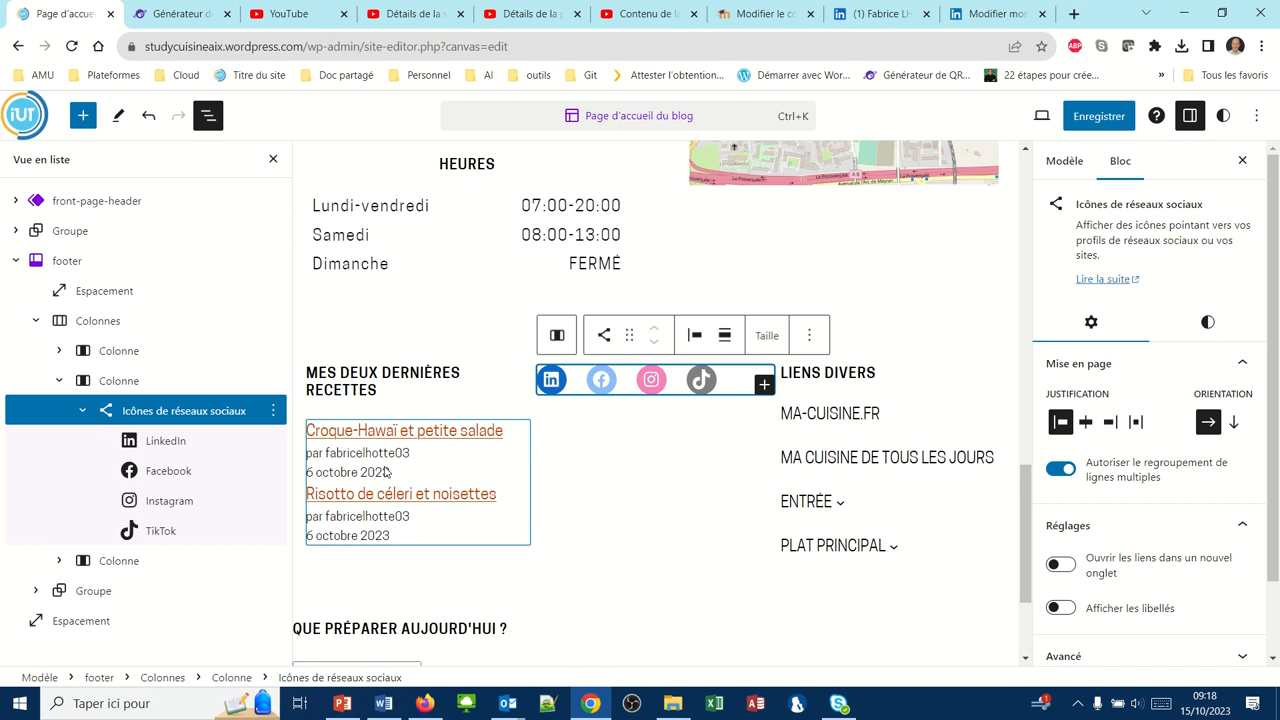 Page d'acc
Générateur d
YouTube
Détails de la v
Détails de la p
Contenu de la
Modifier le co
(1) Fabrice LH
Modifier mon
studycuisineaix.wordpress.com/wp-admin/site-editor.php?canvas=edit
AMU
Plateformes
Cloud
Titre du site
Doc partagé
Personnel
AI
outils
Git
Attester l'obtention...
Démarrer avec Wor...
Générateur de QR...
22 étapes pour crée...
»
Tous les favoris
Page d'accueil du blog
Ctrl+K
Enregistrer
Vue en liste
front-page-header
Groupe
footer
Espacement
Colonnes
Colonne
Colonne
Icônes de réseaux sociaux
LinkedIn
Facebook
Instagram
TikTok
Colonne
Groupe
Espacement
HEURES
Lundi-vendredi 07:00-20:00
Samedi 08:00-13:00
Dimanche FERMÉ
Taille
MES DEUX DERNIÈRES
RECETTES
Croque-Hawaï et petite salade
par fabricelhotte03
6 octobre 2023
Risotto de céleri et noisettes
par fabricelhotte03
6 octobre 2023
LIENS DIVERS
MA-CUISINE.FR
MA CUISINE DE TOUS LES JOURS
ENTRÉE
PLAT PRINCIPAL
QUE PRÉPARER AUJOURD'HUI ?
Modèle
Bloc
Icônes de réseaux sociaux
Afficher des icônes pointant vers vos
profils de réseaux sociaux ou vos
sites.
Lire la suite
Mise en page
JUSTIFICATION
ORIENTATION
Autoriser le regroupement de
lignes multiples
Réglages
Ouvrir les liens dans un nouvel
onglet
Afficher les libellés
Avancé
Modèle > footer > Colonnes > Colonne > Icônes de réseaux sociaux
Taper ici pour
09:18
15/10/2023